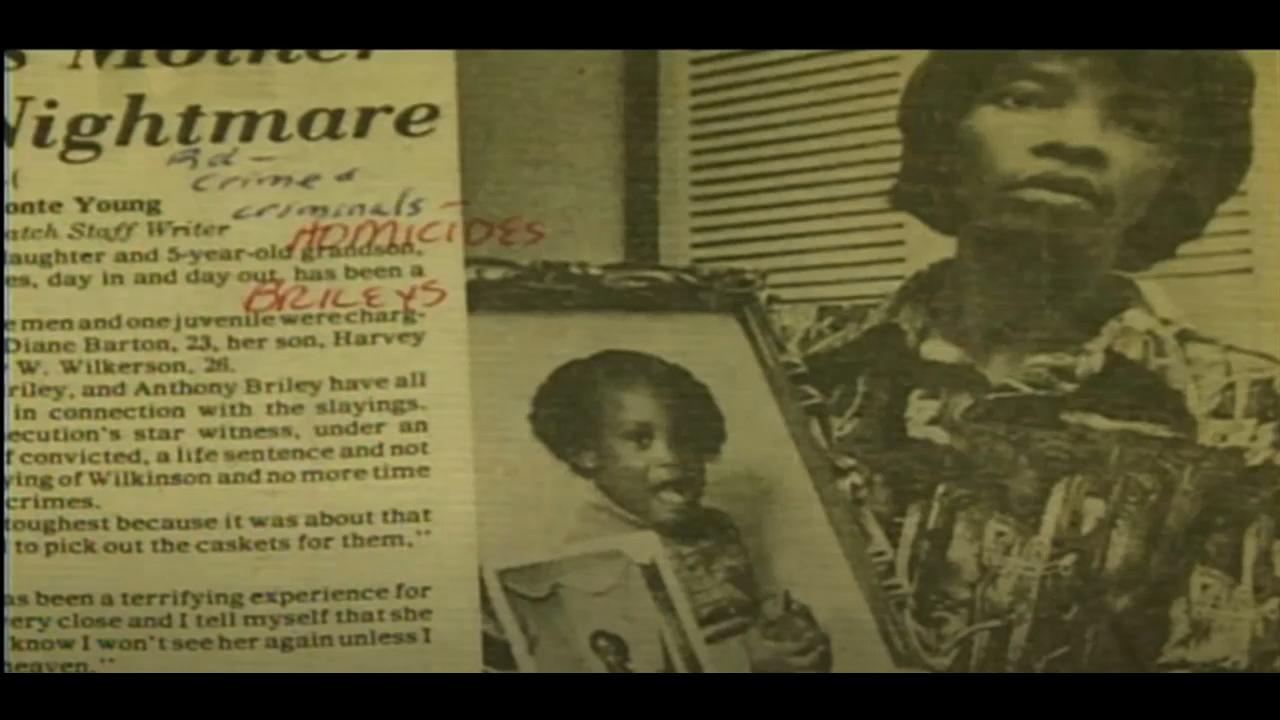 s Mother
Nightmare
Rd-
crime &
criminals -
HOMICIDES
BRILEYS
onte Young
atch Staff Writer
aughter and 5-year-old grandson,
es, day in and day out, has been a
e men and one juvenile were charg-
Diane Barton, 23, her son, Harvey
W. Wilkerson, 26.
riley, and Anthony Briley have all
in connection with the slayings.
ecution's star witness, under an
f convicted, a life sentence and not
ying of Wilkinson and no more time
crimes.
toughest because it was about that
to pick out the caskets for them,"
as been a terrifying experience for
ery close and I tell myself that she
know I won't see her again unless I
heaven."